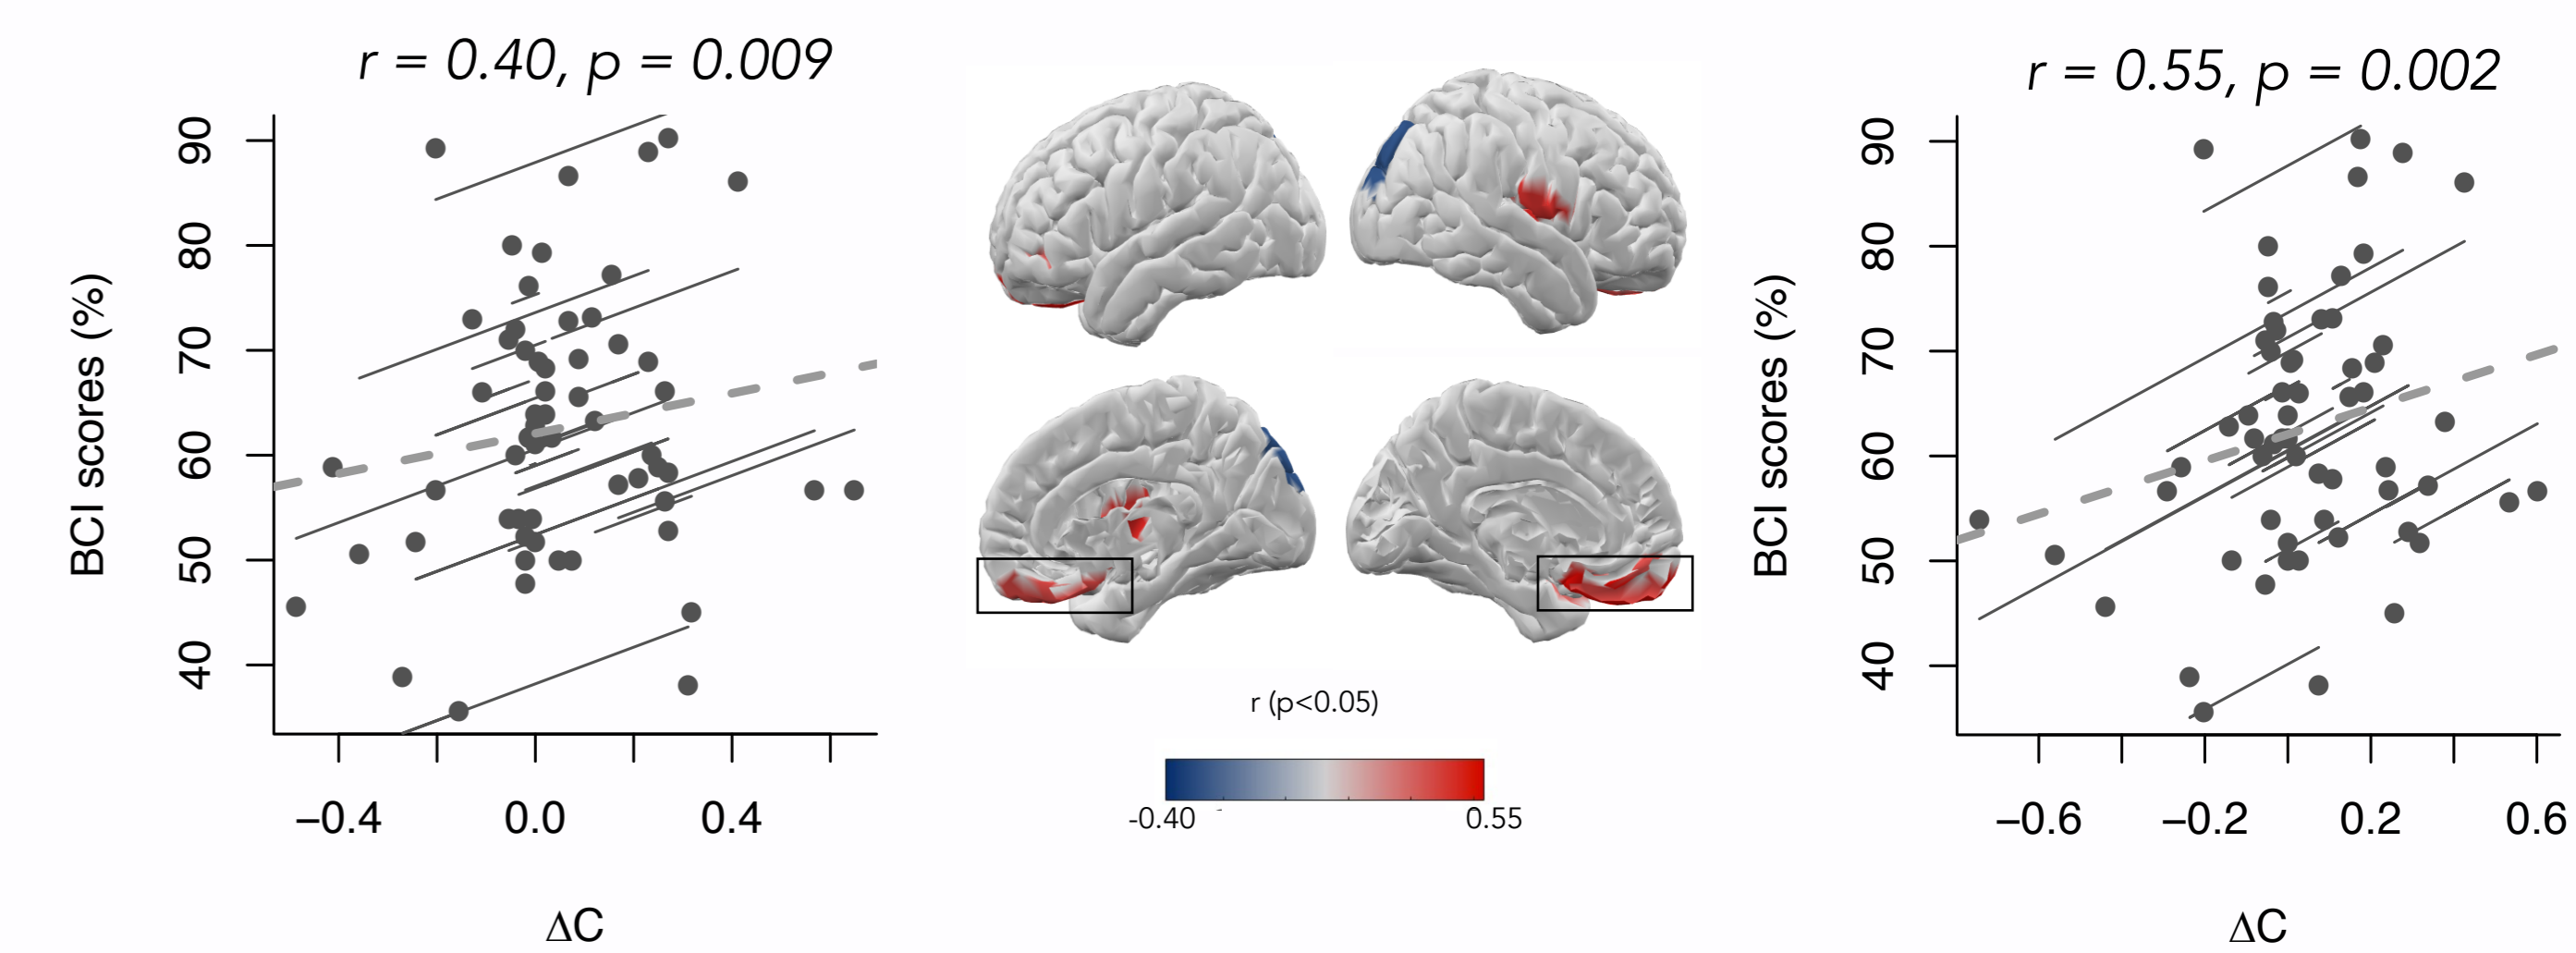 r = 0.40, p = 0.009
90
80
70
60
50
40
BCI scores (%)
−0.4 0.0 0.4
ΔC
r (p<0.05)
-0.40 0.55
r = 0.55, p = 0.002
90
80
70
60
50
40
BCI scores (%)
−0.6 −0.2 0.2 0.6
ΔC